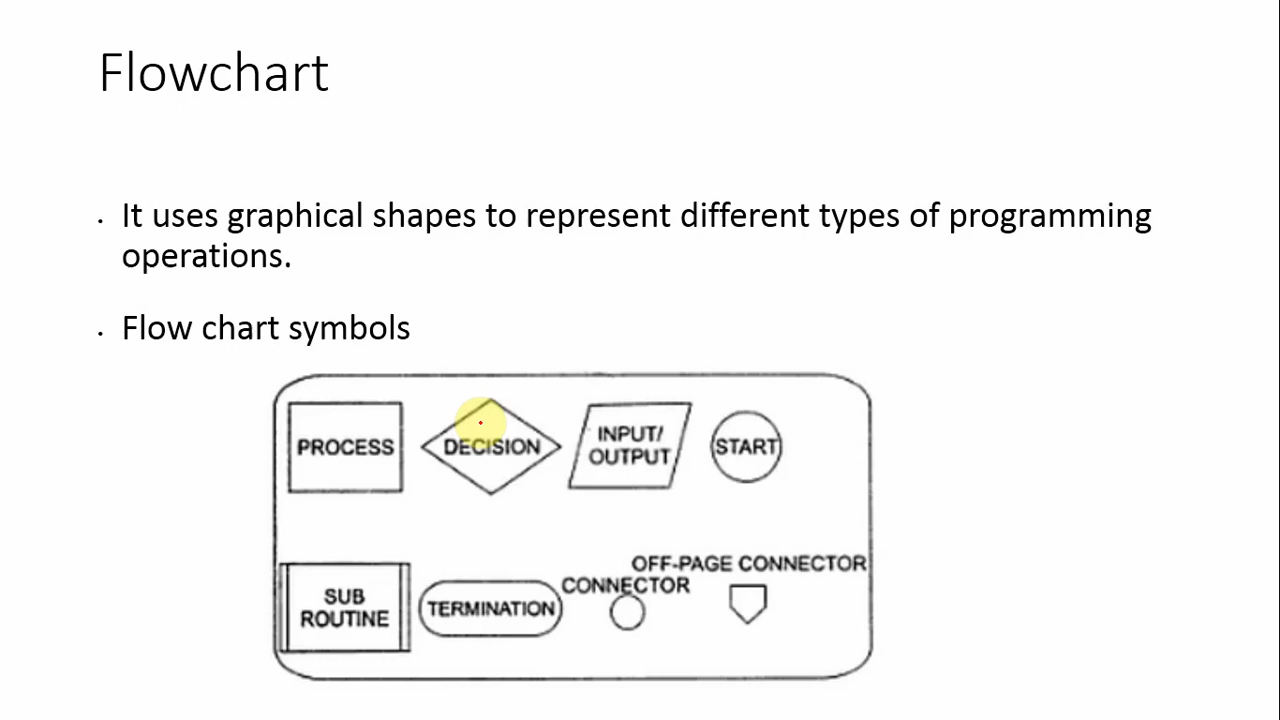 Flowchart
It uses graphical shapes to represent different types of programming
operations.
Flow chart symbols
PROCESS
DECISION
INPUT/
OUTPUT
START
SUB
ROUTINE
TERMINATION
CONNECTOR
OFF-PAGE CONNECTOR